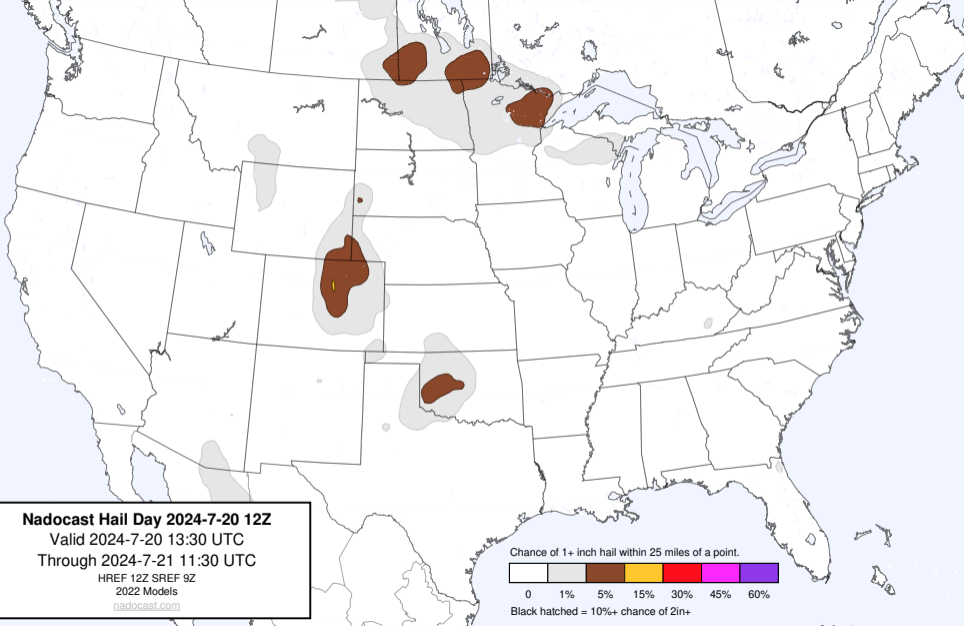 Nadocast Hail Day 2024-7-20 12Z
Valid 2024-7-20 13:30 UTC
Through 2024-7-21 11:30 UTC
HREF 12Z SREF 9Z
2022 Models
nadocast.com
Chance of 1+ inch hail within 25 miles of a point.
0 1% 5% 15% 30% 45% 60%
Black hatched = 10%+ chance of 2in+